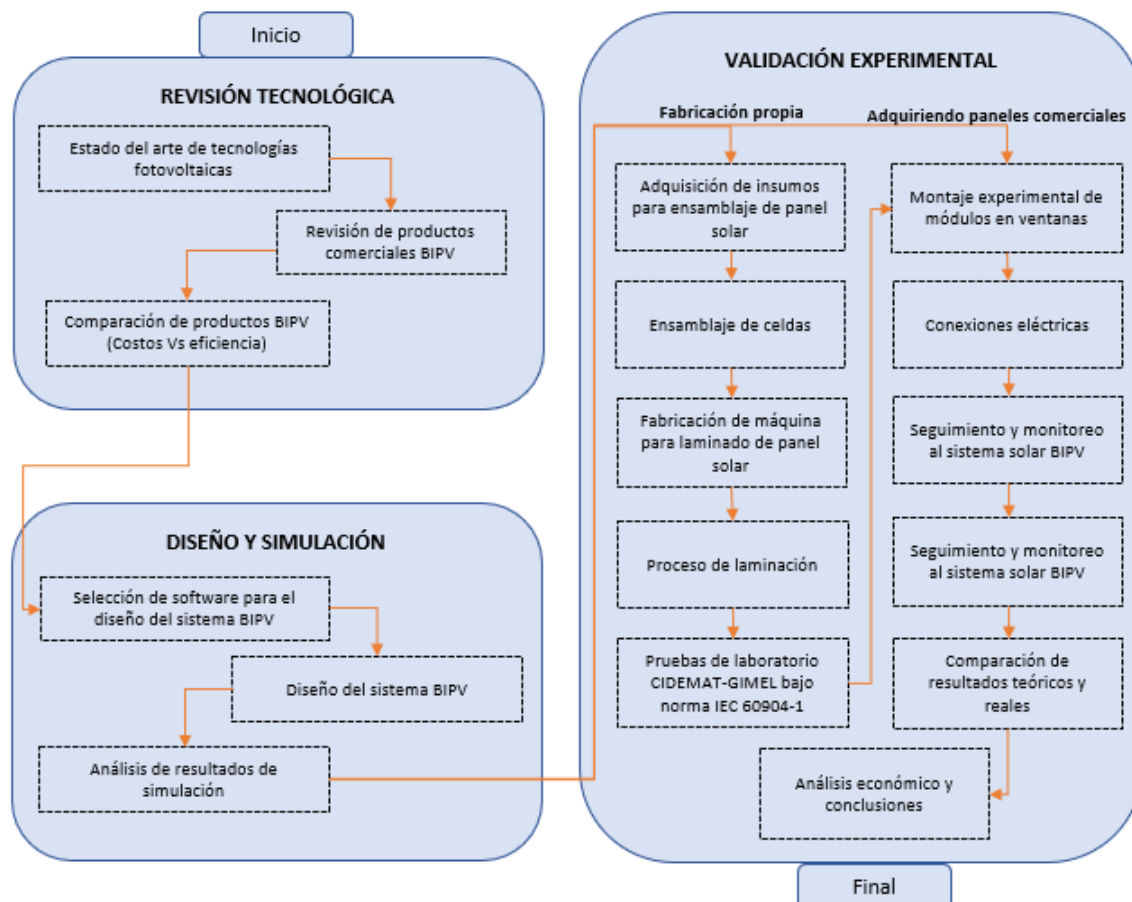 Inicio
REVISIÓN TECNOLÓGICA
Estado del arte de tecnologías
fotovoltaicas
Revisión de productos
comerciales BIPV
Comparación de productos BIPV
(Costos Vs eficiencia)
DISEÑO Y SIMULACIÓN
Selección de software para el
diseño del sistema BIPV
Diseño del sistema BIPV
Análisis de resultados de
simulación
VALIDACIÓN EXPERIMENTAL
Fabricación propia
Adquisición de insumos
para ensamblaje de panel
solar
Ensamblaje de celdas
Fabricación de máquina
para laminado de panel
solar
Proceso de laminación
Pruebas de laboratorio
CIDEMAT-GIMEL bajo
norma IEC 60904-1
Adquiriendo paneles comerciales
Montaje experimental de
módulos en ventanas
Conexiones eléctricas
Seguimiento y monitoreo
al sistema solar BIPV
Seguimiento y monitoreo
al sistema solar BIPV
Comparación de
resultados teóricos y
reales
Análisis económico y
conclusiones
Final